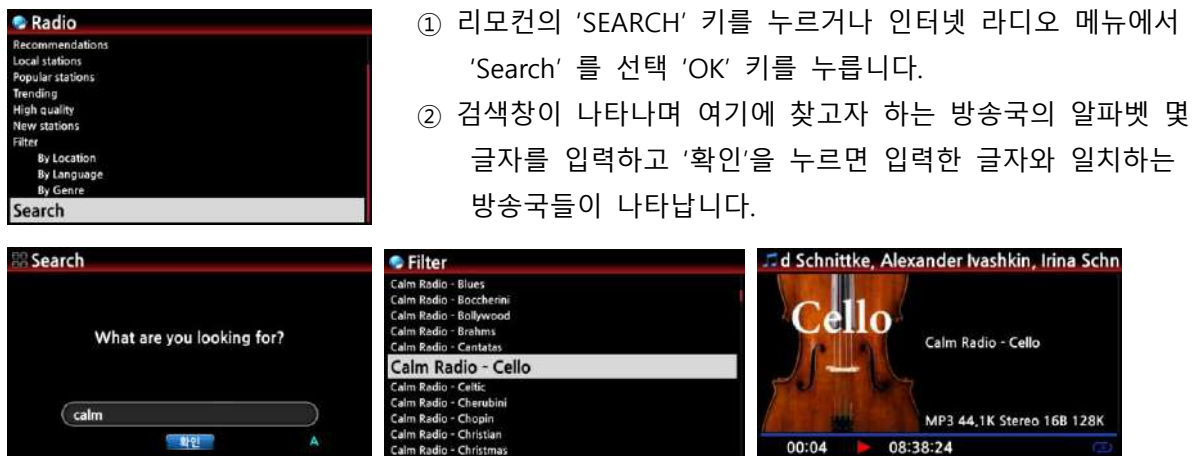 Radio
Recommendations
Local stations
Popular stations
Trending
High quality
New stations
Filter
By Location
By Language
By Genre
Search
① 리모컨의 'SEARCH' 키를 누르거나 인터넷 라디오 메뉴에서
'Search' 를 선택 'OK' 키를 누릅니다.
② 검색창이 나타나며 여기에 찾고자 하는 방송국의 알파벳 몇
글자를 입력하고 '확인'을 누르면 입력한 글자와 일치하는
방송국들이 나타납니다.
Search
What are you looking for?
calm
확인
A
Filter
Calm Radio - Blues
Calm Radio - Boccherini
Calm Radio - Bollywood
Calm Radio - Brahms
Calm Radio - Cantatas
Calm Radio - Cello
Calm Radio - Celtic
Calm Radio - Cherubini
Calm Radio - Chopin
Calm Radio - Christian
Calm Radio - Christmas
d Schnittke, Alexander Ivashkin, Irina Schn
Cello
Calm Radio - Cello
MP3 44,1K Stereo 16B 128K
00:04
08:38:24